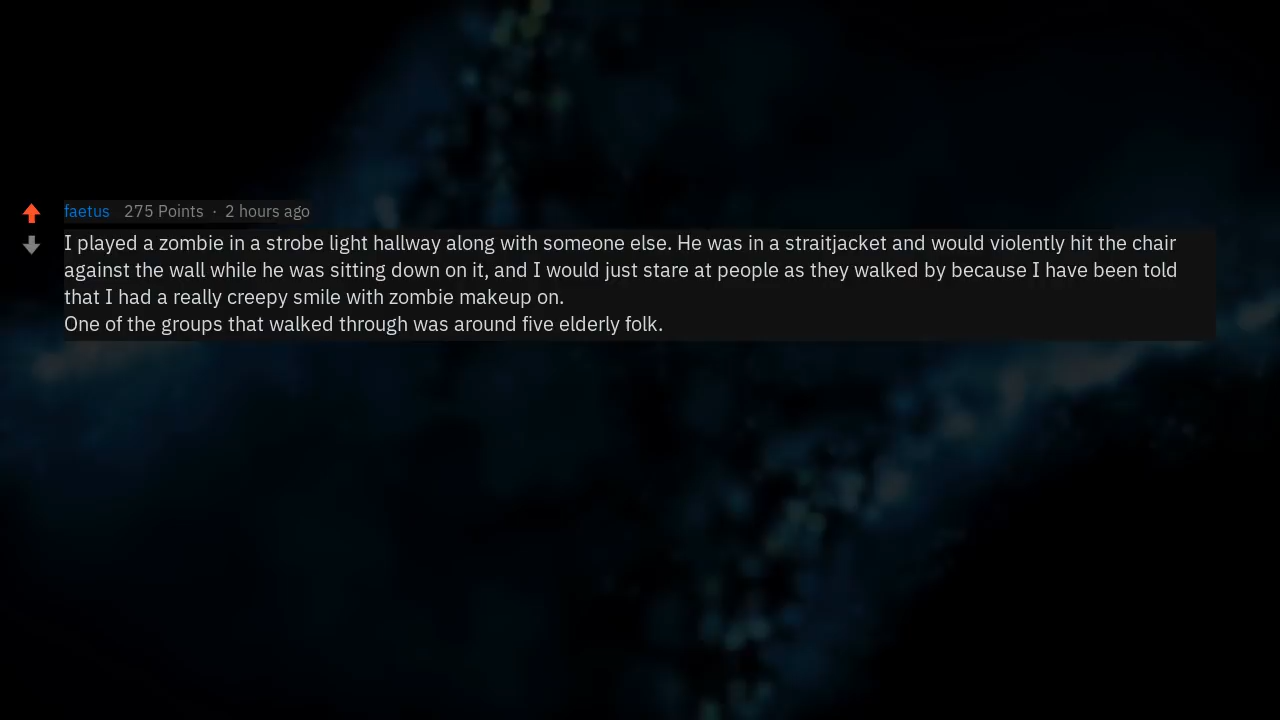 faetus 275 Points · 2 hours ago
I played a zombie in a strobe light hallway along with someone else. He was in a straitjacket and would violently hit the chair
against the wall while he was sitting down on it, and I would just stare at people as they walked by because I have been told
that I had a really creepy smile with zombie makeup on.
One of the groups that walked through was around five elderly folk.